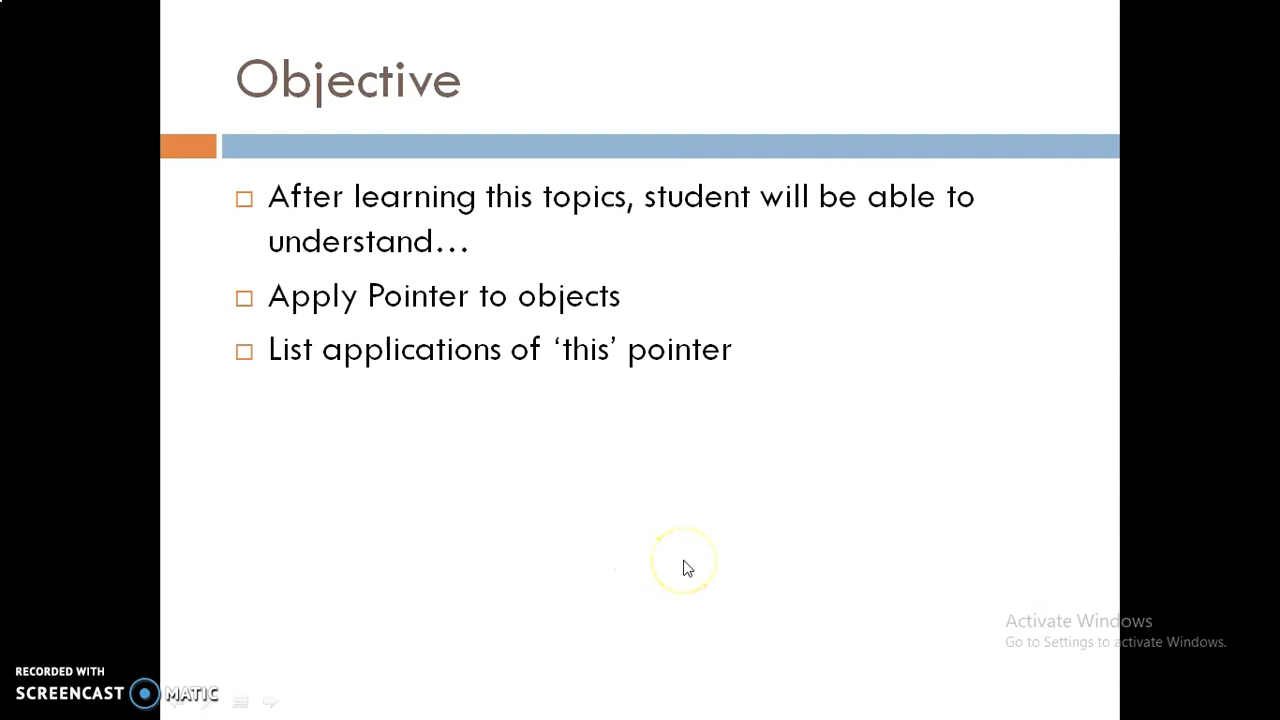 Objective
After learning this topics, student will be able to
understand...
Apply Pointer to objects
List applications of ‘this’ pointer
Activate Windows
Go to Settings to activate Windows.
RECORDED WITH
SCREENCAST MATIC